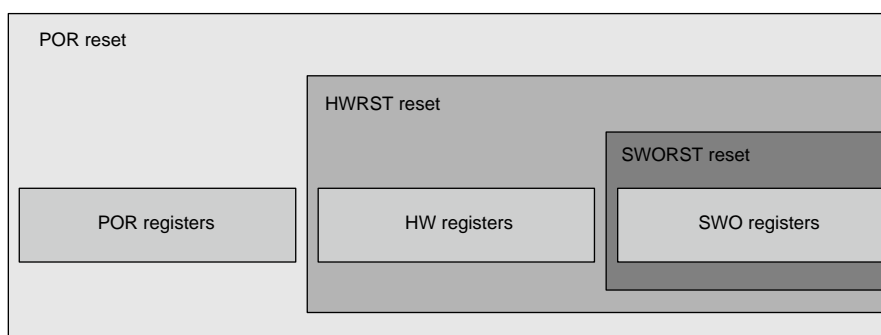 POR reset
HWRST reset
SWORST reset
POR registers
HW registers
SWO registers